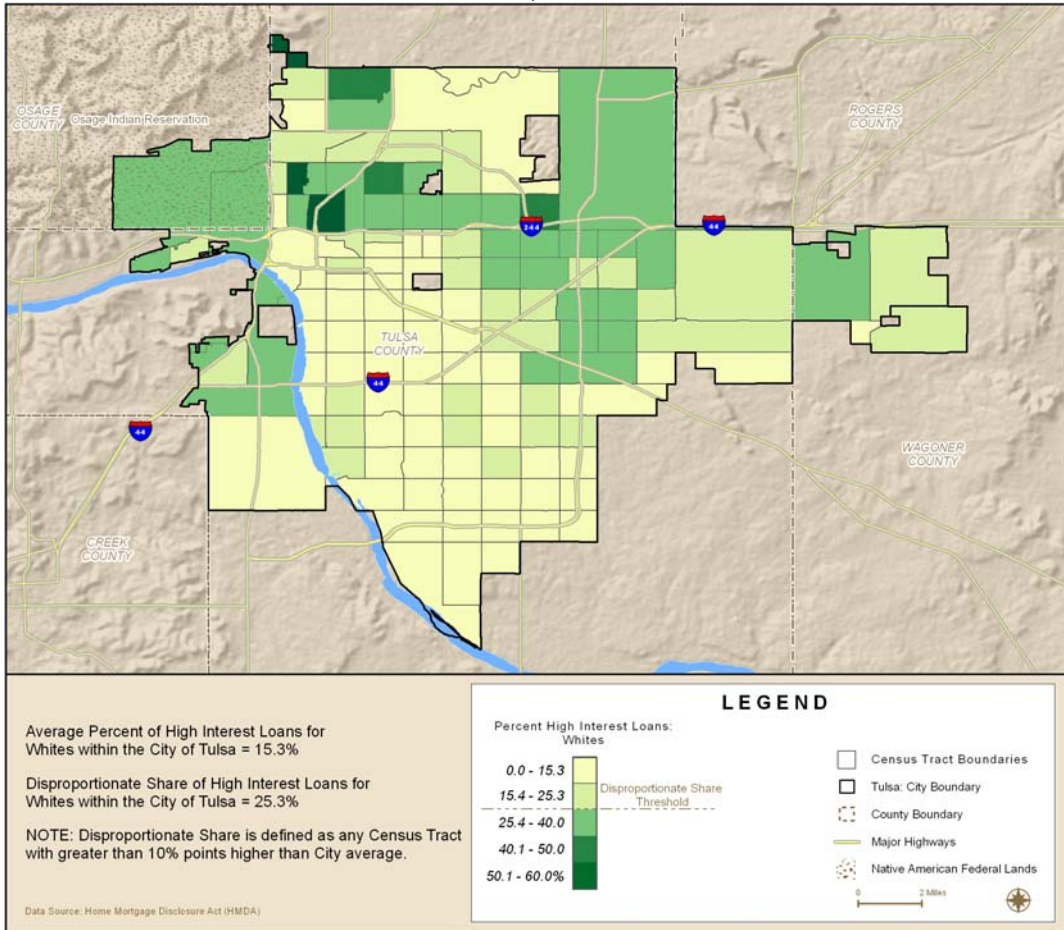 OSAGE
COUNTY
Osage Indian Reservation
ROGERS
COUNTY
244
44
TULSA
COUNTY
44
44
WAGONER
COUNTY
CREEK
COUNTY
Average Percent of High Interest Loans for
Whites within the City of Tulsa = 15.3%
Disproportionate Share of High Interest Loans for
Whites within the City of Tulsa = 25.3%
NOTE: Disproportionate Share is defined as any Census Tract
with greater than 10% points higher than City average.
Data Source: Home Mortgage Disclosure Act (HMDA)
LEGEND
Percent High Interest Loans:
Whites
0.0 - 15.3
15.4 - 25.3
Disproportionate Share
Threshold
25.4 - 40.0
40.1 - 50.0
50.1 - 60.0%
Census Tract Boundaries
Tulsa: City Boundary
County Boundary
Major Highways
Native American Federal Lands
0 2 Miles